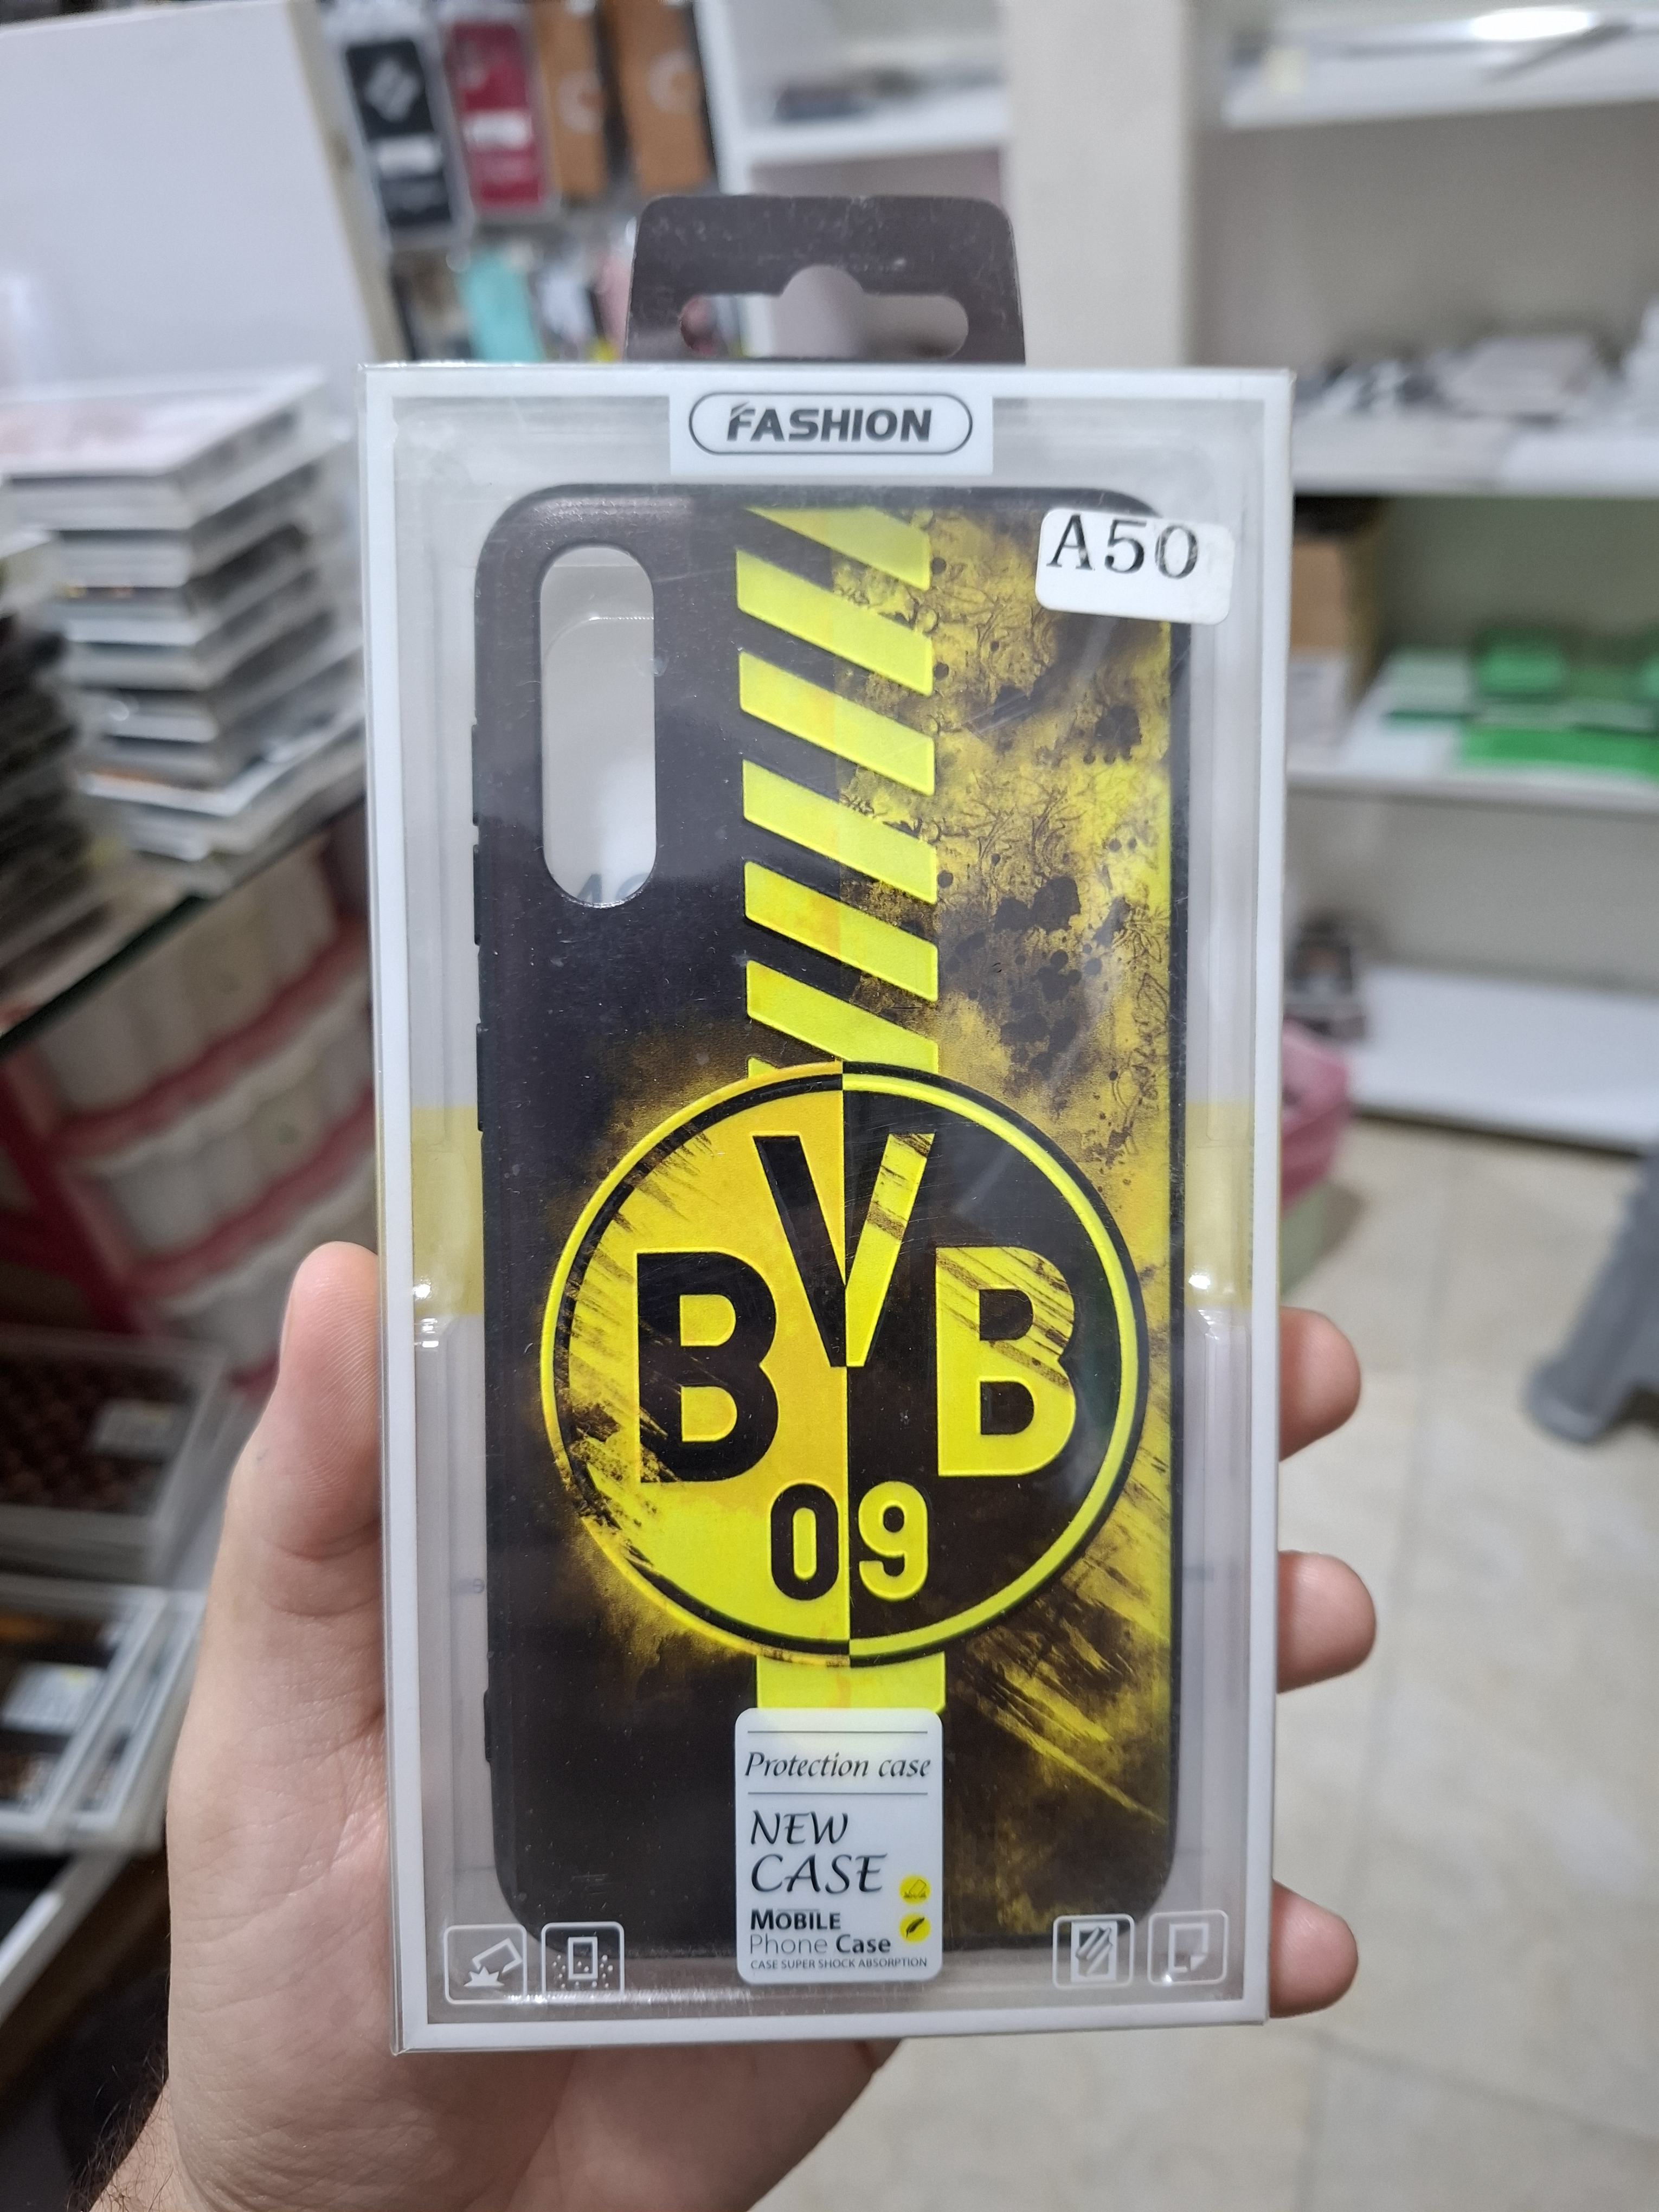 FASHION
A50
BVB
09
Protection case
NEW
CASE
MOBILE
Phone Case
CASE SUPER SHOCK ABSORPTION